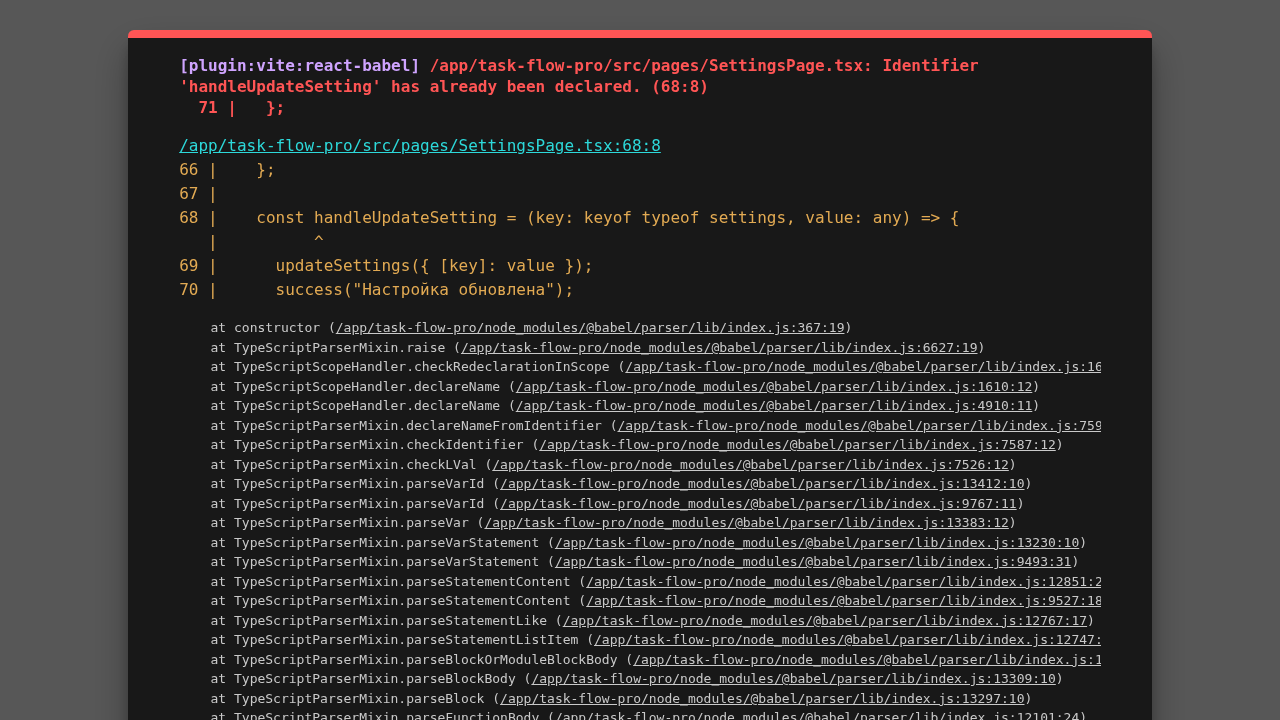 [plugin:vite:react-babel] /app/task-flow-pro/src/pages/SettingsPage.tsx: Identifier
'handleUpdateSetting' has already been declared. (68:8)
  71 |   };
/app/task-flow-pro/src/pages/SettingsPage.tsx:68:8
66 |    };
67 |
68 |    const handleUpdateSetting = (key: keyof typeof settings, value: any) => {
   |          ^
69 |      updateSettings({ [key]: value });
70 |      success("Настройка обновлена");
at constructor (/app/task-flow-pro/node_modules/@babel/parser/lib/index.js:367:19)
at TypeScriptParserMixin.raise (/app/task-flow-pro/node_modules/@babel/parser/lib/index.js:6627:19)
at TypeScriptScopeHandler.checkRedeclarationInScope (/app/task-flow-pro/node_modules/@babel/parser/lib/index.js:16
at TypeScriptScopeHandler.declareName (/app/task-flow-pro/node_modules/@babel/parser/lib/index.js:1610:12)
at TypeScriptScopeHandler.declareName (/app/task-flow-pro/node_modules/@babel/parser/lib/index.js:4910:11)
at TypeScriptParserMixin.declareNameFromIdentifier (/app/task-flow-pro/node_modules/@babel/parser/lib/index.js:759
at TypeScriptParserMixin.checkIdentifier (/app/task-flow-pro/node_modules/@babel/parser/lib/index.js:7587:12)
at TypeScriptParserMixin.checkLVal (/app/task-flow-pro/node_modules/@babel/parser/lib/index.js:7526:12)
at TypeScriptParserMixin.parseVarId (/app/task-flow-pro/node_modules/@babel/parser/lib/index.js:13412:10)
at TypeScriptParserMixin.parseVarId (/app/task-flow-pro/node_modules/@babel/parser/lib/index.js:9767:11)
at TypeScriptParserMixin.parseVar (/app/task-flow-pro/node_modules/@babel/parser/lib/index.js:13383:12)
at TypeScriptParserMixin.parseVarStatement (/app/task-flow-pro/node_modules/@babel/parser/lib/index.js:13230:10)
at TypeScriptParserMixin.parseVarStatement (/app/task-flow-pro/node_modules/@babel/parser/lib/index.js:9493:31)
at TypeScriptParserMixin.parseStatementContent (/app/task-flow-pro/node_modules/@babel/parser/lib/index.js:12851:2
at TypeScriptParserMixin.parseStatementContent (/app/task-flow-pro/node_modules/@babel/parser/lib/index.js:9527:18
at TypeScriptParserMixin.parseStatementLike (/app/task-flow-pro/node_modules/@babel/parser/lib/index.js:12767:17)
at TypeScriptParserMixin.parseStatementListItem (/app/task-flow-pro/node_modules/@babel/parser/lib/index.js:12747:
at TypeScriptParserMixin.parseBlockOrModuleBlockBody (/app/task-flow-pro/node_modules/@babel/parser/lib/index.js:1
at TypeScriptParserMixin.parseBlockBody (/app/task-flow-pro/node_modules/@babel/parser/lib/index.js:13309:10)
at TypeScriptParserMixin.parseBlock (/app/task-flow-pro/node_modules/@babel/parser/lib/index.js:13297:10)
at TypeScriptParserMixin.parseFunctionBody (/app/task-flow-pro/node_modules/@babel/parser/lib/index.js:12101:24)